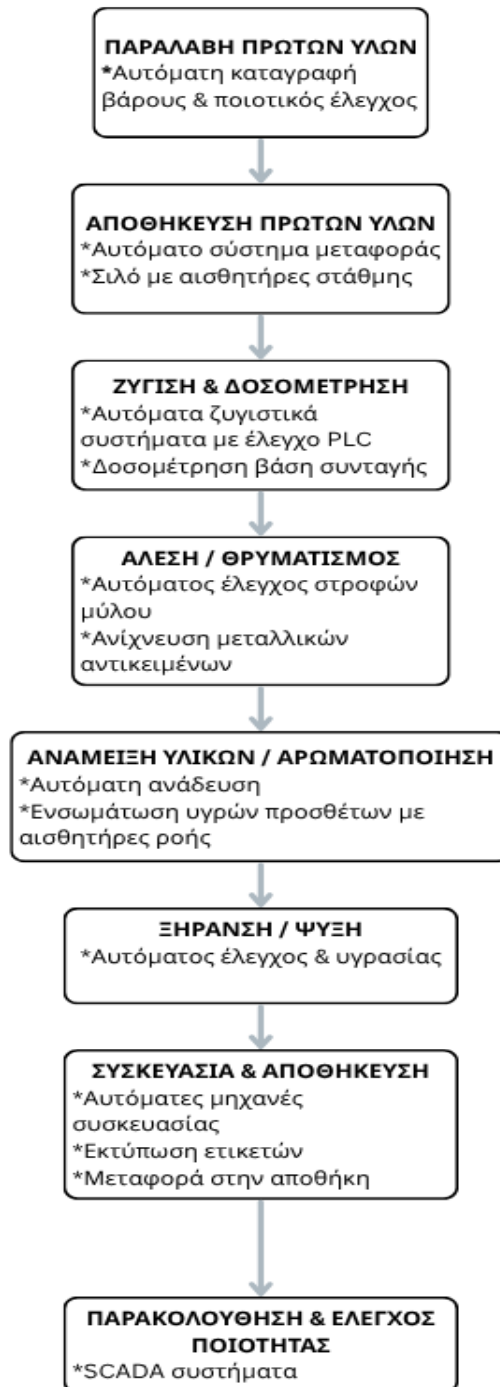 ΠΑΡΑΛΑΒΗ ΠΡΩΤΩΝ ΥΛΩΝ
*Αυτόματη καταγραφή
βάρους & ποιοτικός έλεγχος
ΑΠΟΘΗΚΕΥΣΗ ΠΡΩΤΩΝ ΥΛΩΝ
*Αυτόματο σύστημα μεταφοράς
*Σιλό με αισθητήρες στάθμης
ΖΥΓΙΣΗ & ΔΟΣΟΜΕΤΡΗΣΗ
*Αυτόματα ζυγιστικά
συστήματα με έλεγχο PLC
*Δοσομέτρηση βάση συνταγής
ΑΛΕΣΗ / ΘΡΥΜΑΤΙΣΜΟΣ
*Αυτόματος έλεγχος στροφών
μύλου
*Ανίχνευση μεταλλικών
αντικειμένων
ΑΝΑΜΕΙΞΗ ΥΛΙΚΩΝ / ΑΡΩΜΑΤΟΠΟΙΗΣΗ
*Αυτόματη ανάδευση
*Ενσωμάτωση υγρών προσθέτων με
αισθητήρες ροής
ΞΗΡΑΝΣΗ / ΨΥΞΗ
*Αυτόματος έλεγχος & υγρασίας
ΣΥΣΚΕΥΑΣΙΑ & ΑΠΟΘΗΚΕΥΣΗ
*Αυτόματες μηχανές
συσκευασίας
*Εκτύπωση ετικετών
*Μεταφορά στην αποθήκη
ΠΑΡΑΚΟΛΟΥΘΗΣΗ & ΕΛΕΓΧΟΣ
ΠΟΙΟΤΗΤΑΣ
*SCADA συστήματα